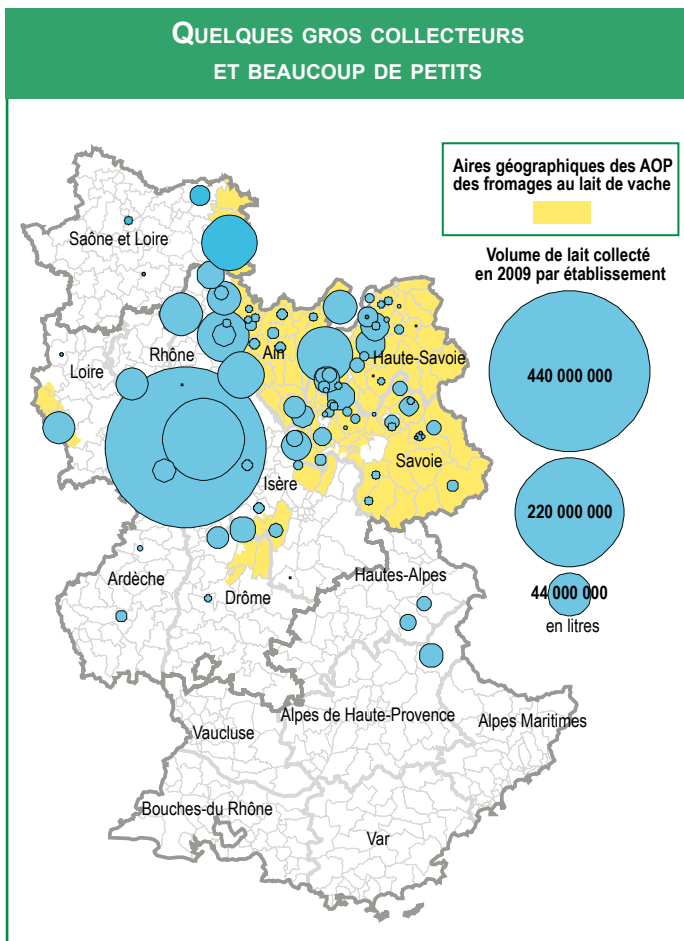 QUELQUES GROS COLLECTEURS
ET BEAUCOUP DE PETITS
Aires géographiques des AOP
des fromages au lait de vache
Volume de lait collecté
en 2009 par établissement
440 000 000
220 000 000
44 000 000
en litres
Saône et Loire
Loire
Rhône
Ain
Haute-Savoie
Savoie
Isère
Ardèche
Drôme
Hautes-Alpes
Vaucluse
Alpes de Haute-Provence
Alpes Maritimes
Bouches-du Rhône
Var